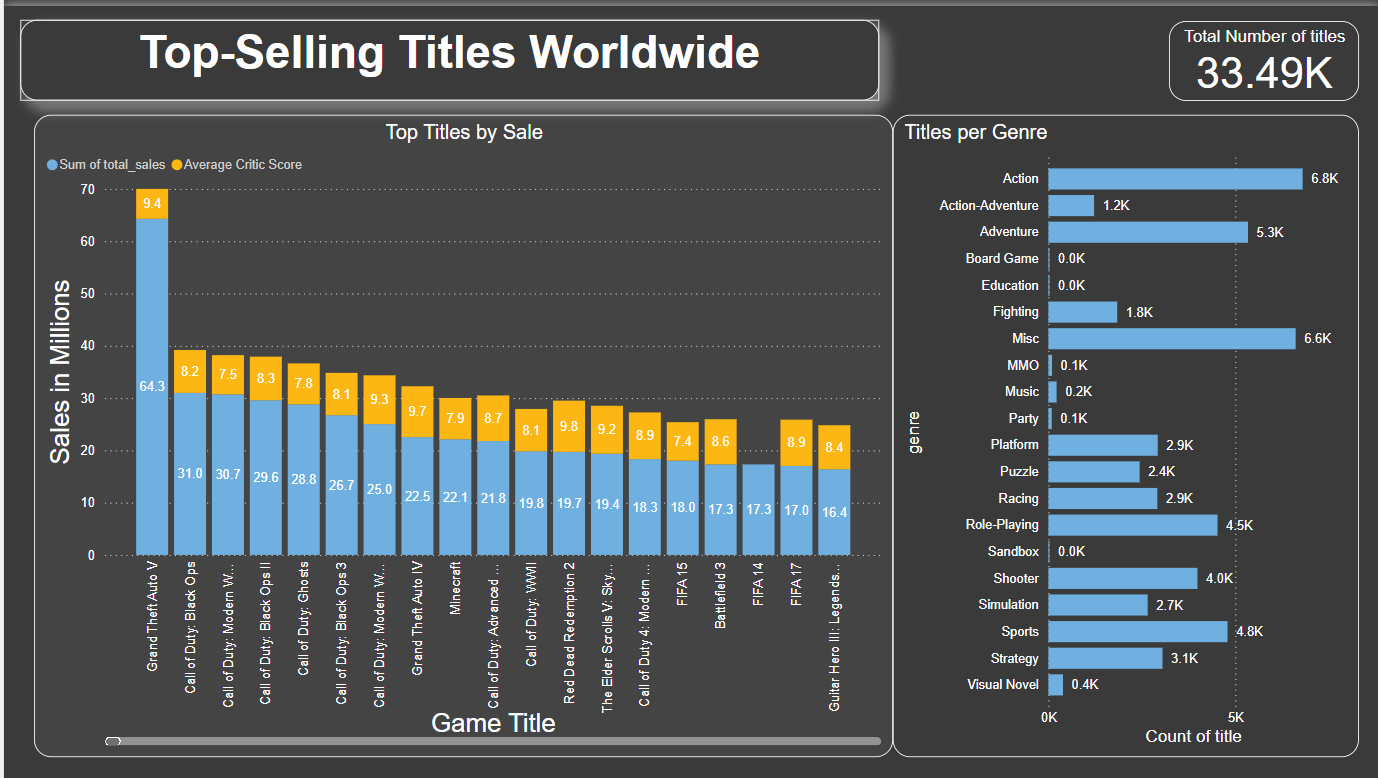 Top-Selling Titles Worldwide
Total Number of titles
33.49K
Top Titles by Sale
Sum of total_sales
Average Critic Score
Sales in Millions
70
60
50
40
30
20
10
0
9.4
64.3
8.2
31.0
7.5
30.7
8.3
29.6
7.8
28.8
8.1
26.7
9.3
25.0
9.7
22.5
7.9
22.1
8.7
21.8
8.1
19.8
9.8
19.7
9.2
19.4
8.9
18.3
7.4
18.0
8.6
17.3
17.3
8.9
17.0
8.4
16.4
Grand Theft Auto V
Call of Duty: Black Ops
Call of Duty: Modern W...
Call of Duty: Black Ops II
Call of Duty: Ghosts
Call of Duty: Black Ops 3
Call of Duty: Modern W...
Grand Theft Auto IV
Minecraft
Call of Duty: Advanced ...
Call of Duty: WWII
Red Dead Redemption 2
The Elder Scrolls V: Sky...
Call of Duty 4: Modern ...
FIFA 15
Battlefield 3
FIFA 14
FIFA 17
Guitar Hero III: Legends...
Game Title
Titles per Genre
genre
Action 6.8K
Action-Adventure 1.2K
Adventure 5.3K
Board Game 0.0K
Education 0.0K
Fighting 1.8K
Misc 6.6K
MMO 0.1K
Music 0.2K
Party 0.1K
Platform 2.9K
Puzzle 2.4K
Racing 2.9K
Role-Playing 4.5K
Sandbox 0.0K
Shooter 4.0K
Simulation 2.7K
Sports 4.8K
Strategy 3.1K
Visual Novel 0.4K
0K 5K
Count of title